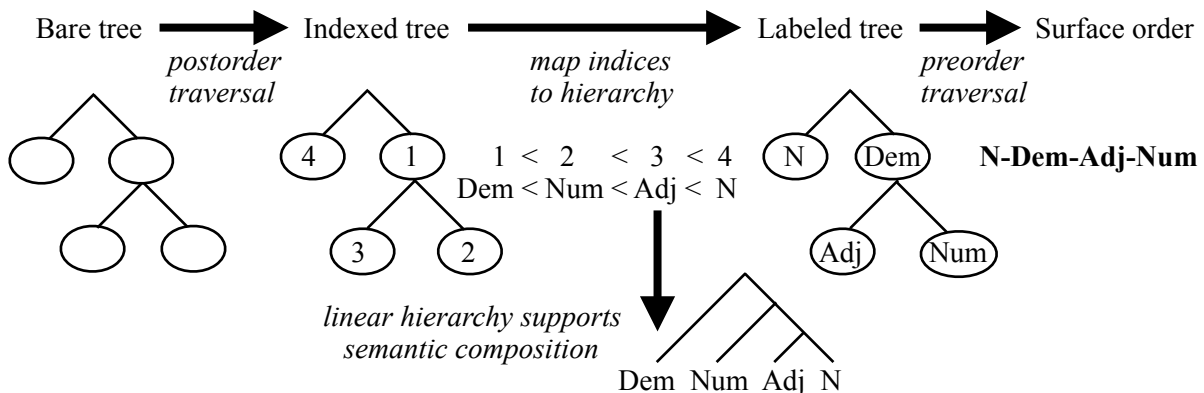 Bare tree
Indexed tree
Labeled tree
Surface order
postorder
traversal
map indices
to hierarchy
preorder
traversal
4 1
3 2
1 < 2 < 3 < 4
Dem < Num < Adj < N
N Dem
Adj Num
N-Dem-Adj-Num
linear hierarchy supports
semantic composition
Dem Num Adj N